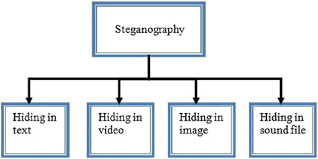 Steganography
Hiding in
text
Hiding in
video
Hiding in
image
Hiding in
sound file